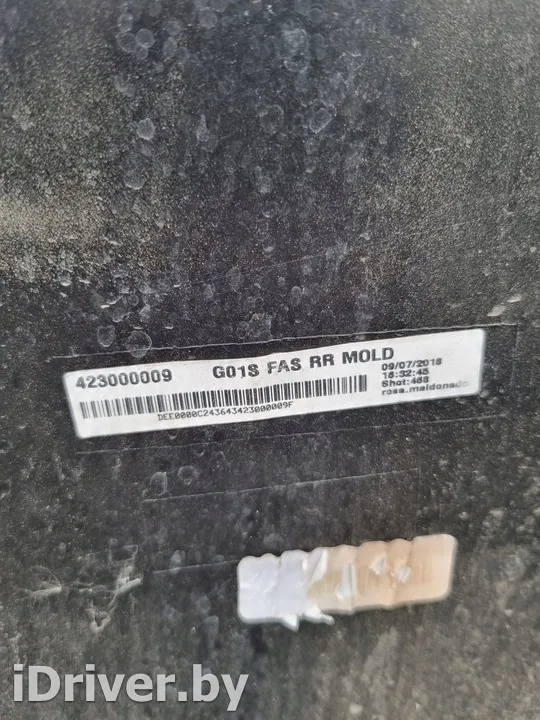 423000009 G01S FAS RR MOLD
09/07/2018
16:32:45
Shot:468
rosa.maldonado
DEE0000C243643423000009F
iDriver.by